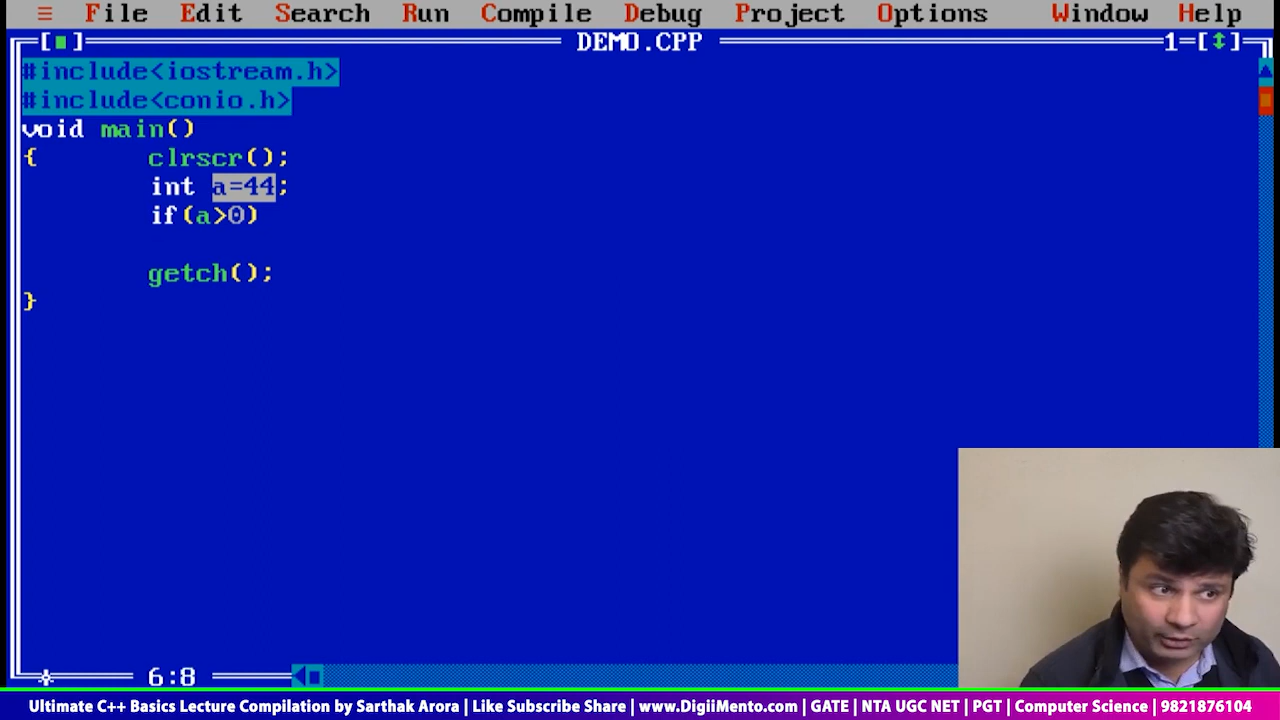 ≡ File Edit Search Run Compile Debug Project Options Window Help
[■] DEMO.CPP 1=[↕]
#include<iostream.h>
#include<conio.h>
void main()
{ clrscr();
int a=44;
if(a>0)
getch();
}
6:8
Ultimate C++ Basics Lecture Compilation by Sarthak Arora | Like Subscribe Share | www.DigiiMento.com | GATE | NTA UGC NET | PGT | Computer Science | 9821876104